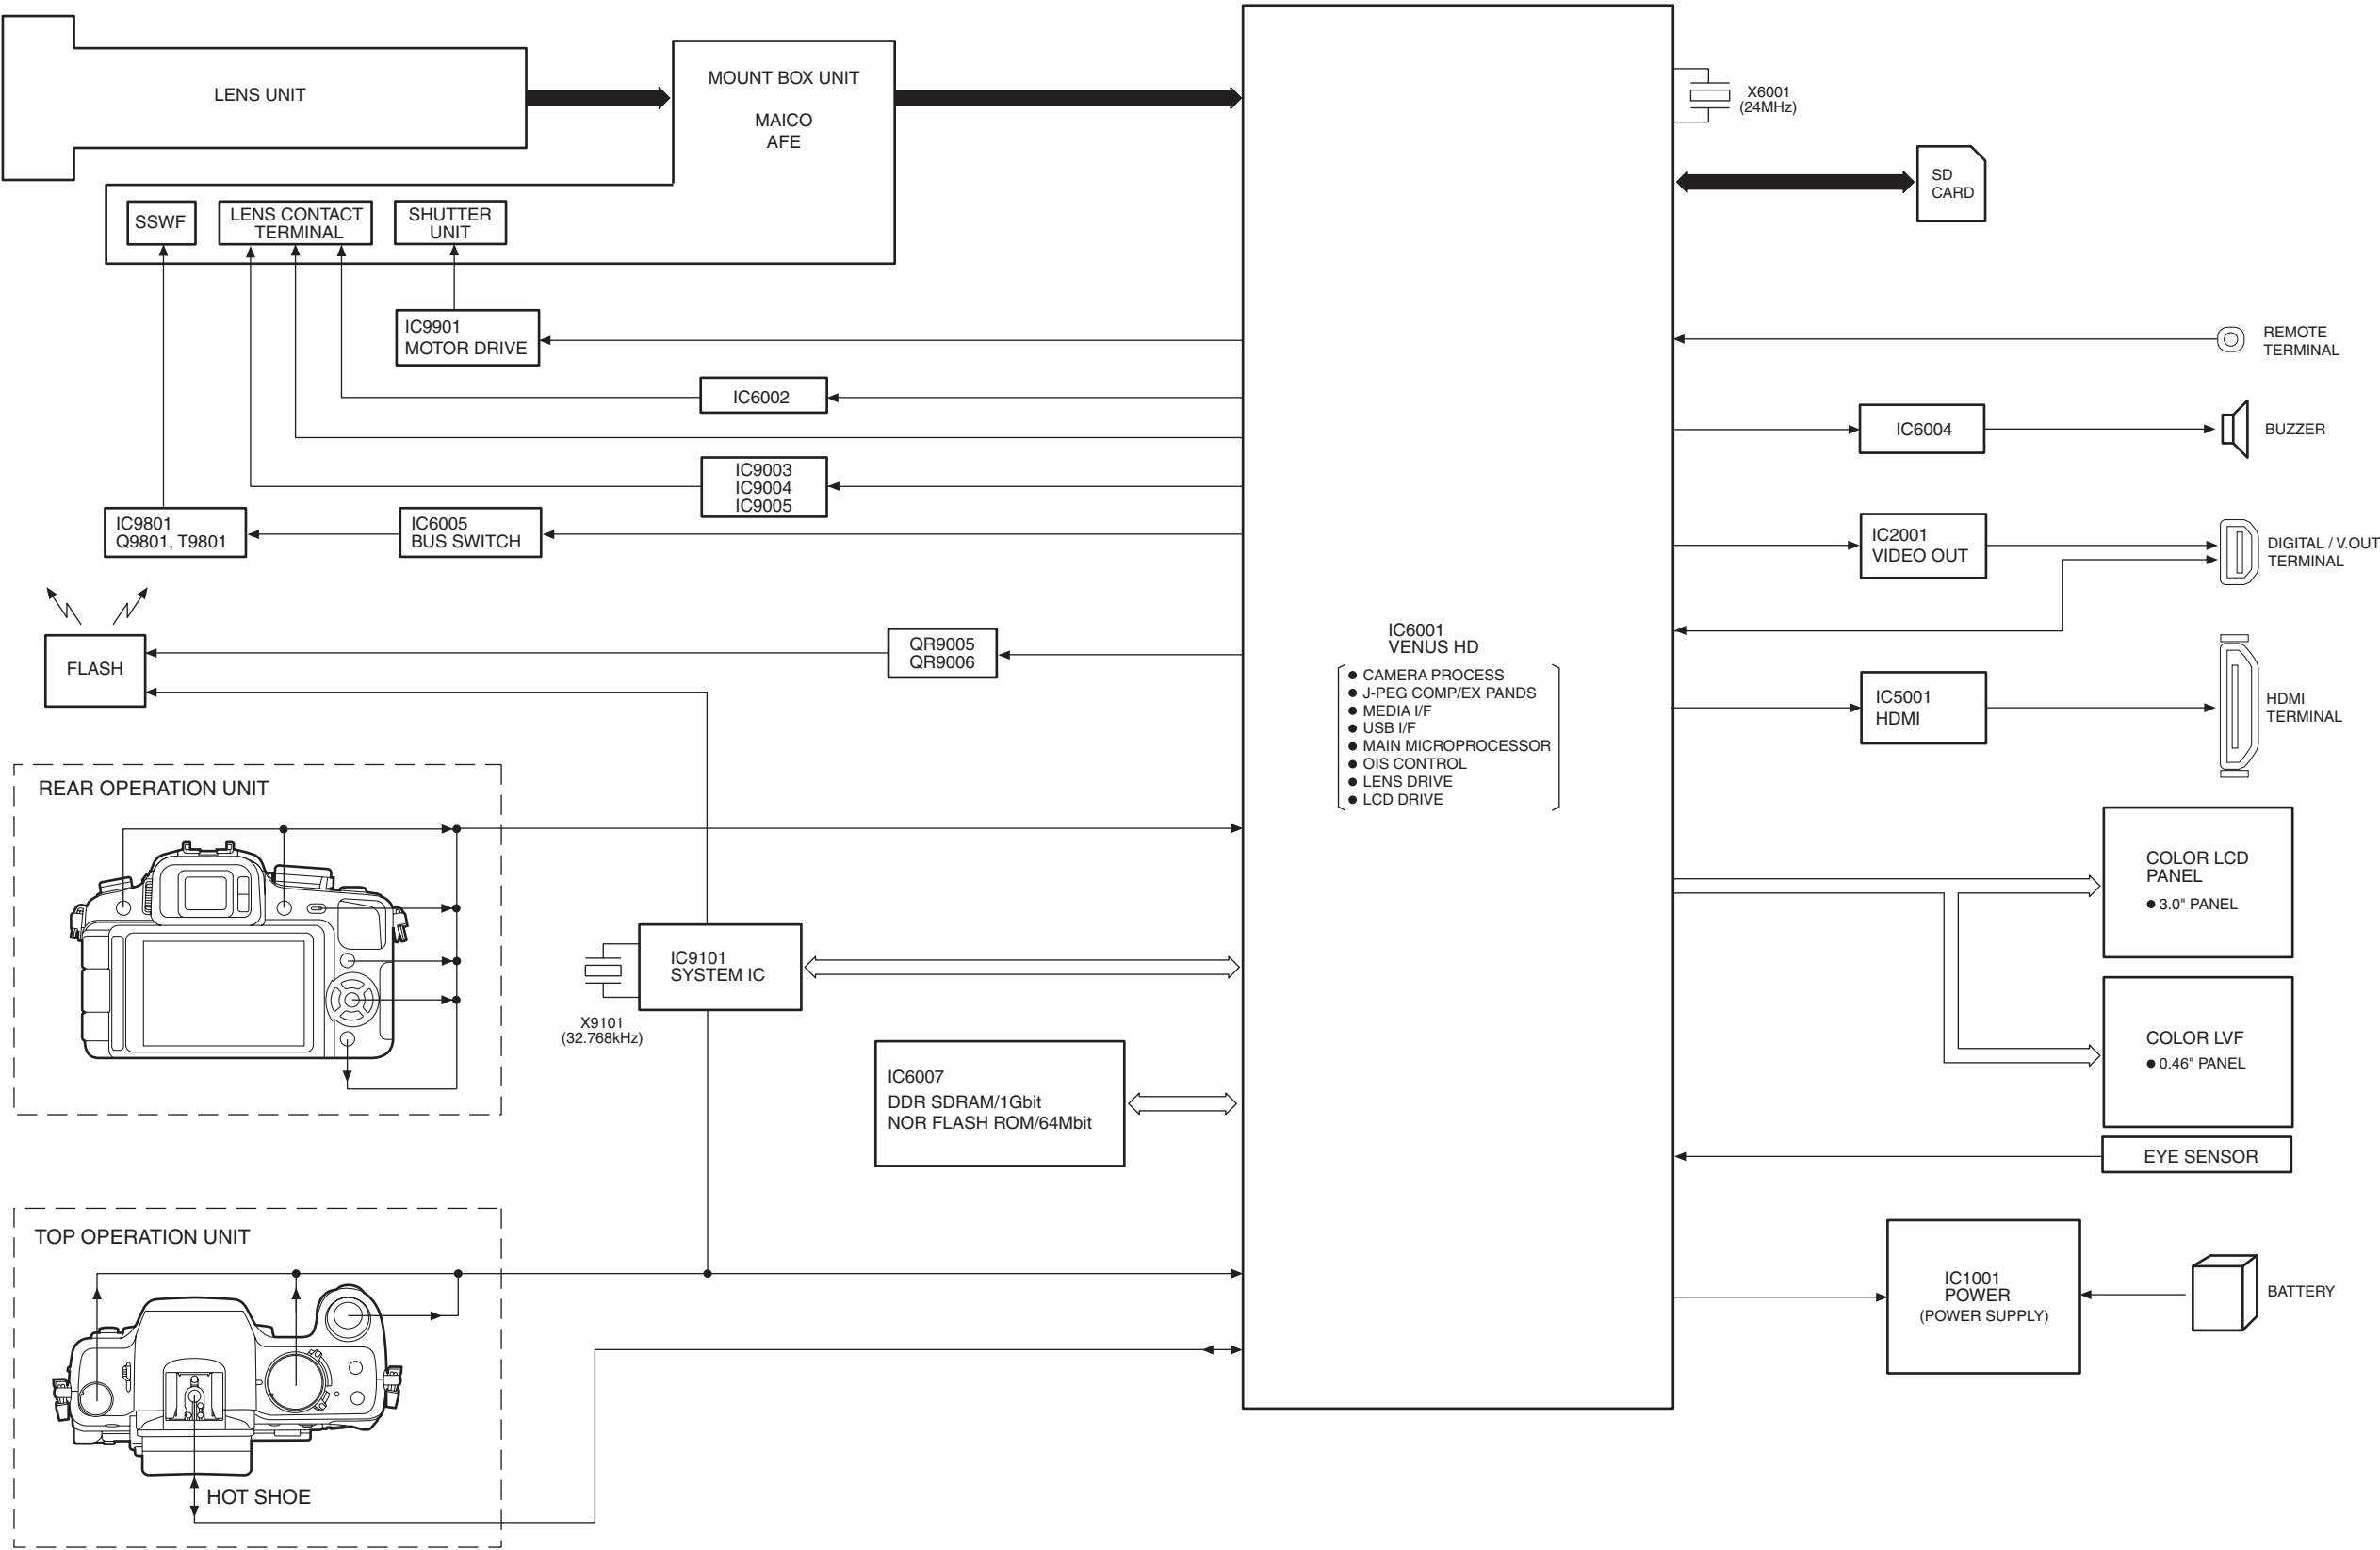 LENS UNIT
MOUNT BOX UNIT
MAICO
AFE
SSWF
LENS CONTACT
TERMINAL
SHUTTER
UNIT
IC9901
MOTOR DRIVE
IC6002
IC9003
IC9004
IC9005
IC9801
Q9801, T9801
IC6005
BUS SWITCH
FLASH
QR9005
QR9006
REAR OPERATION UNIT
IC9101
SYSTEM IC
X9101
(32.768kHz)
IC6007
DDR SDRAM/1Gbit
NOR FLASH ROM/64Mbit
TOP OPERATION UNIT
HOT SHOE
IC6001
VENUS HD
● CAMERA PROCESS
● J-PEG COMP/EX PANDS
● MEDIA I/F
● USB I/F
● MAIN MICROPROCESSOR
● OIS CONTROL
● LENS DRIVE
● LCD DRIVE
X6001
(24MHz)
SD
CARD
REMOTE
TERMINAL
IC6004
BUZZER
IC2001
VIDEO OUT
DIGITAL / V.OUT
TERMINAL
IC5001
HDMI
HDMI
TERMINAL
COLOR LCD
PANEL
● 3.0" PANEL
COLOR LVF
● 0.46" PANEL
EYE SENSOR
IC1001
POWER
(POWER SUPPLY)
BATTERY